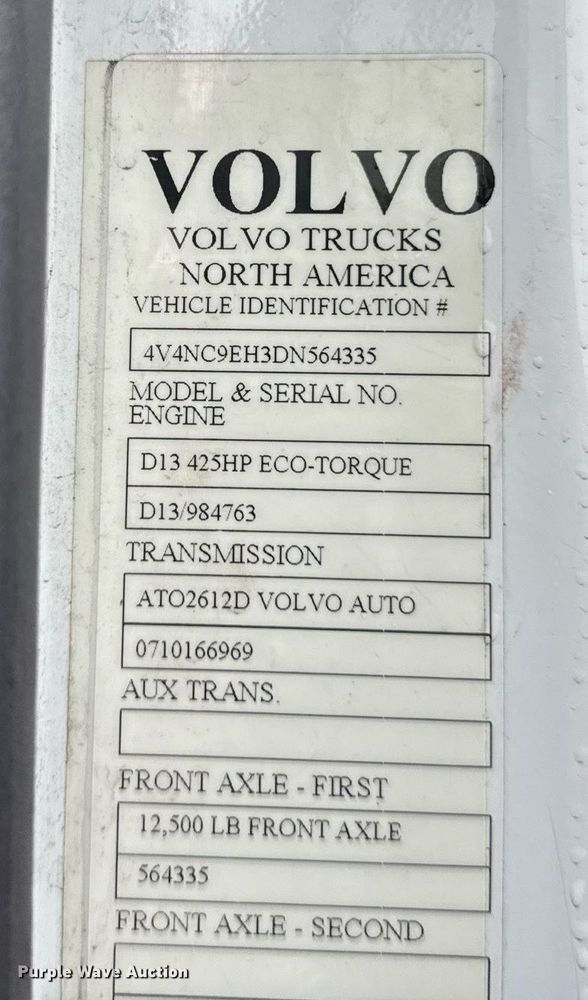 VOLVO
VOLVO TRUCKS
NORTH AMERICA
VEHICLE IDENTIFICATION #
4V4NC9EH3DN564335
MODEL & SERIAL NO.
ENGINE
D13 425HP ECO-TORQUE
D13/984763
TRANSMISSION
ATO2612D VOLVO AUTO
0710166969
AUX TRANS.
FRONT AXLE - FIRST
12,500 LB FRONT AXLE
564335
FRONT AXLE - SECOND
Purple Wave Auction